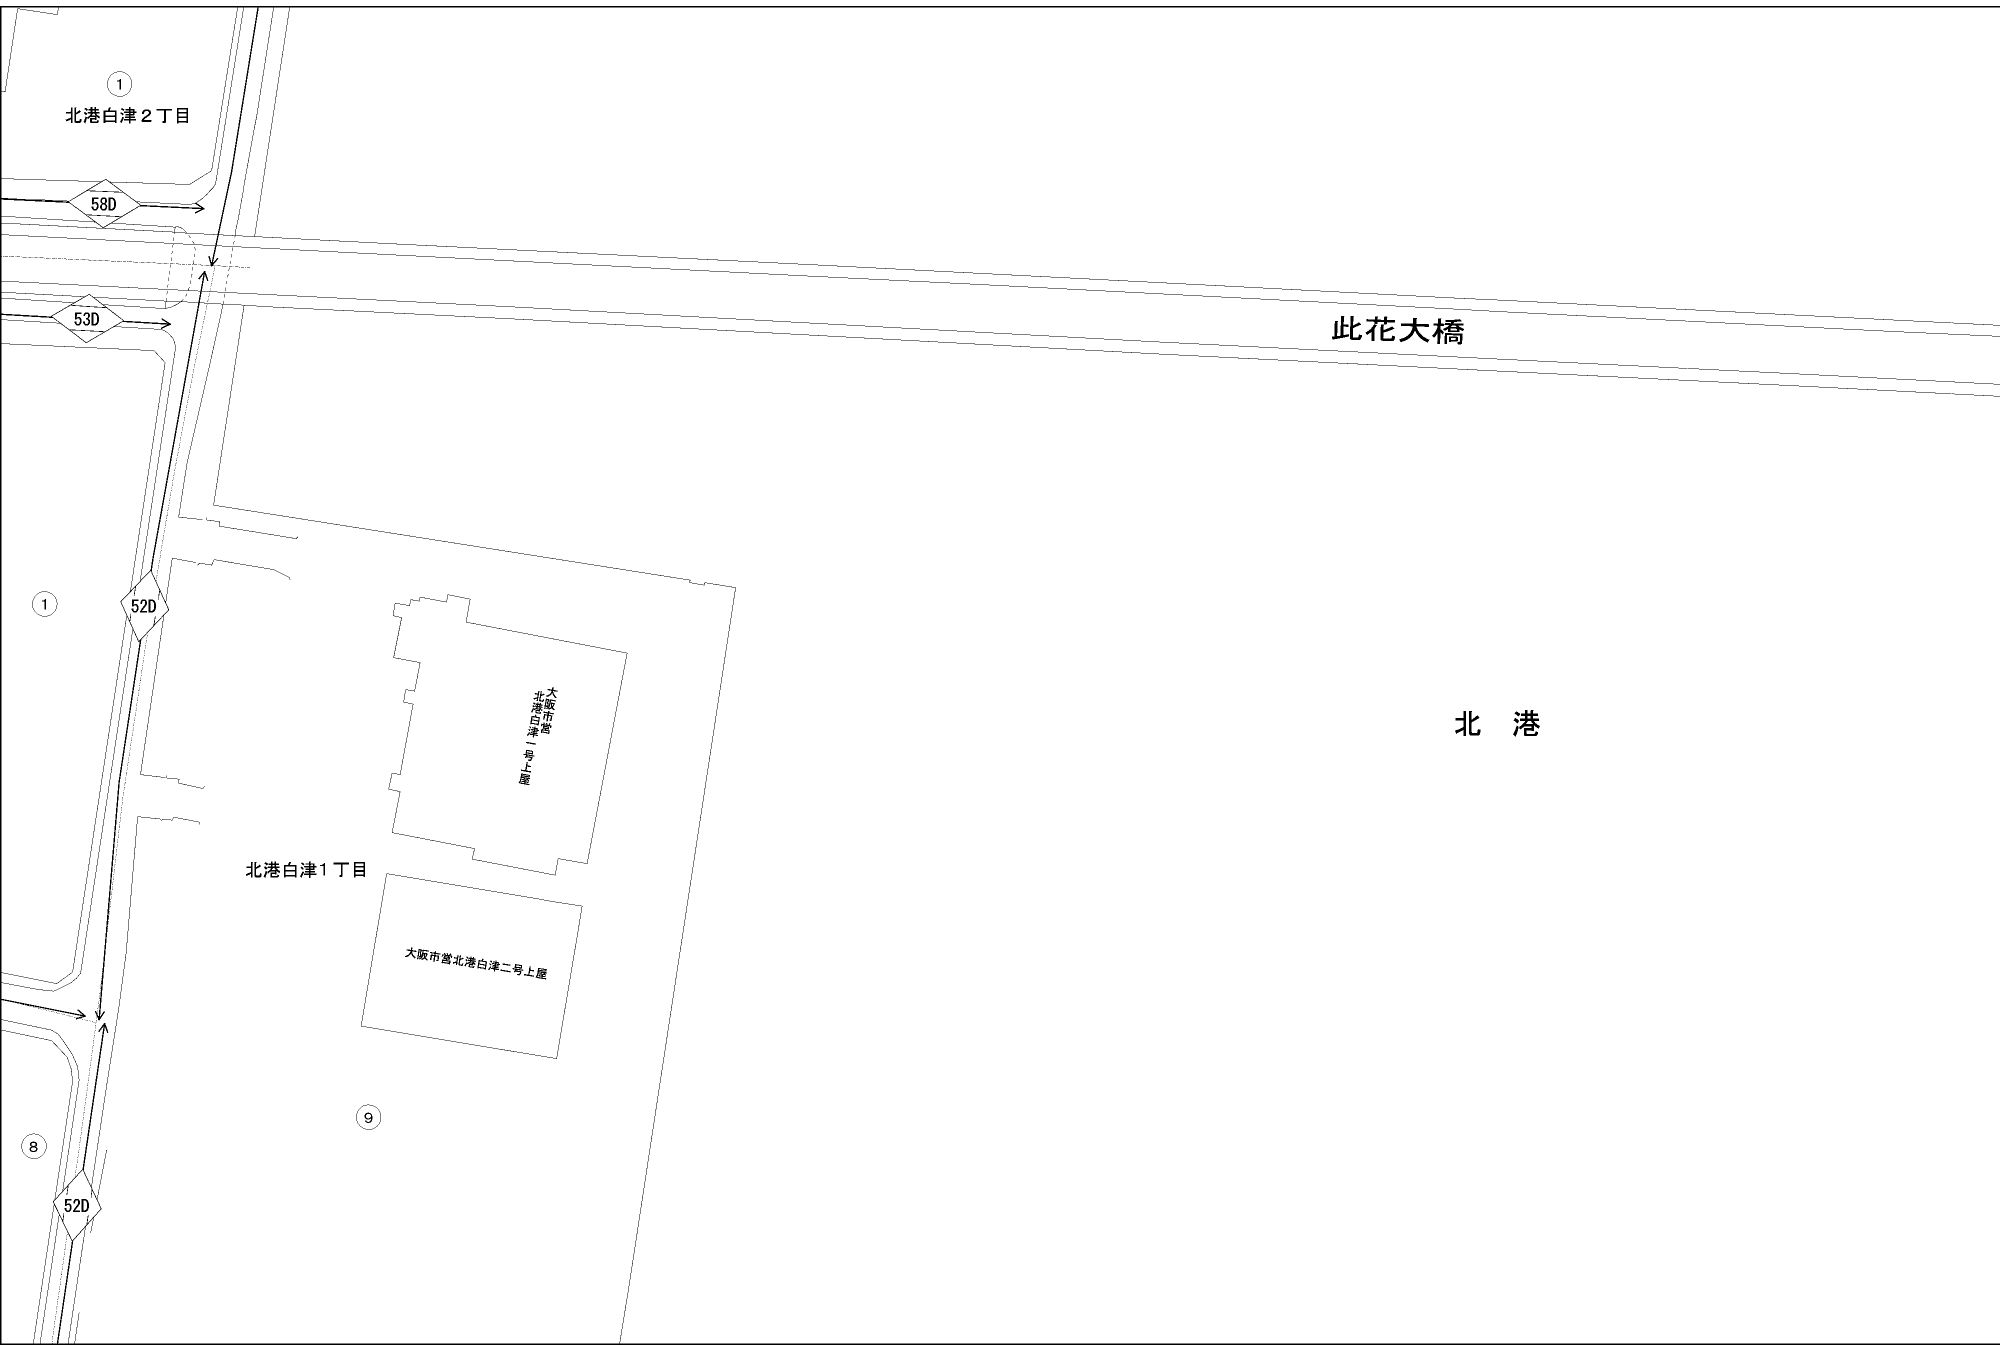 1
北港白津２丁目
58D
53D
此花大橋
1
52D
大阪市営
北港白津一号上屋
北　港
北港白津1丁目
大阪市営北港白津二号上屋
9
8
52D